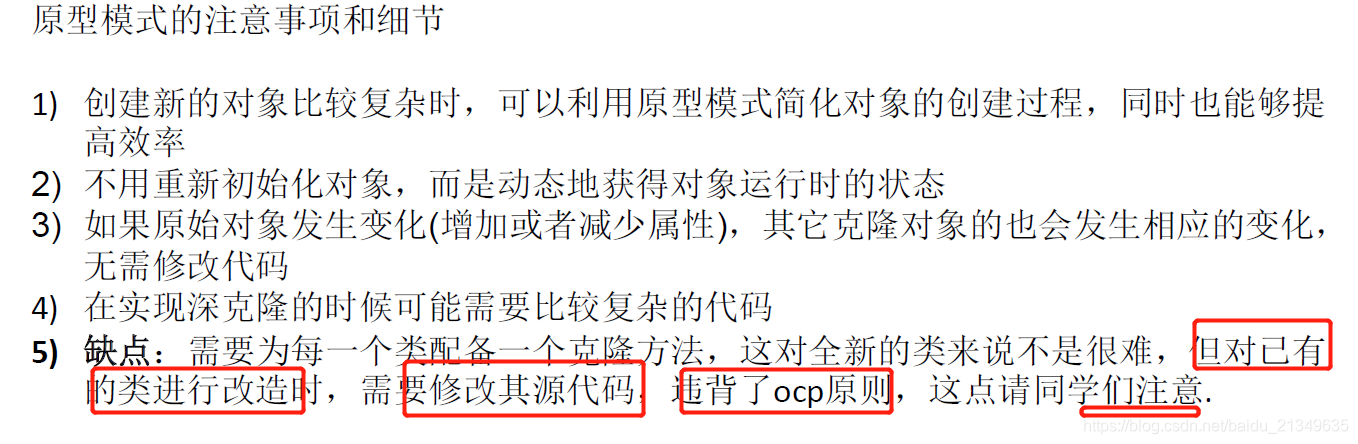 原型模式的注意事项和细节
1) 创建新的对象比较复杂时，可以利用原型模式简化对象的创建过程，同时也能够提
高效率
2) 不用重新初始化对象，而是动态地获得对象运行时的状态
3) 如果原始对象发生变化(增加或者减少属性)，其它克隆对象的也会发生相应的变化，
无需修改代码
4) 在实现深克隆的时候可能需要比较复杂的代码
5) 缺点：需要为每一个类配备一个克隆方法，这对全新的类来说不是很难，但对已有
的类进行改造时，需要修改其源代码，违背了ocp原则，这点请同学们注意.
https://blog.csdn.net/baidu_21349635